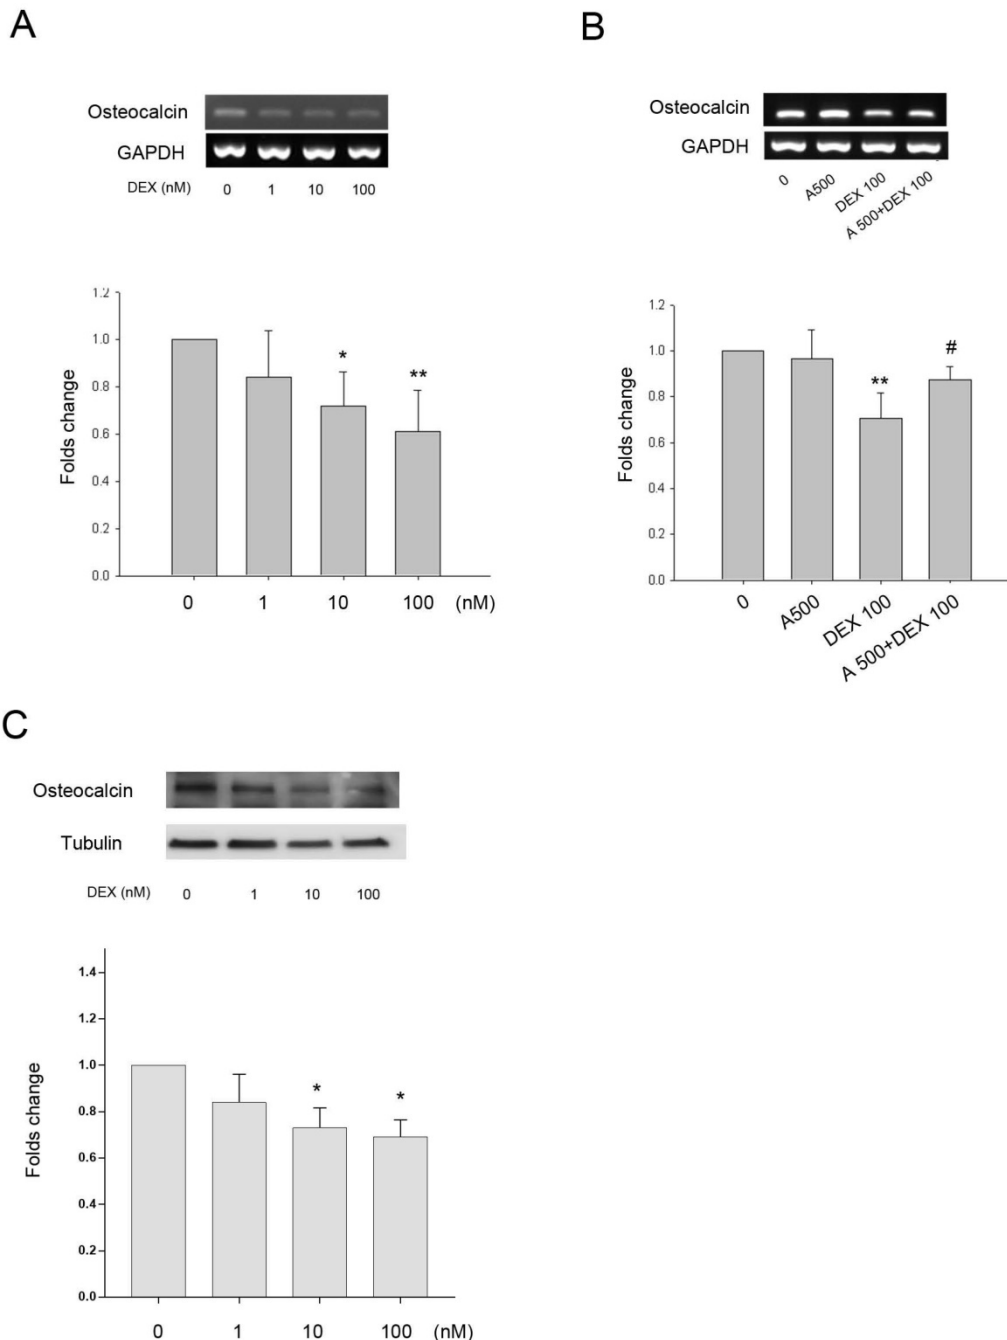 A
Osteocalcin
GAPDH
DEX (nM) 0 1 10 100
1.2
1.0
0.8
0.6
0.4
0.2
0.0
Folds change
*
**
0 1 10 100 (nM)
B
Osteocalcin
GAPDH
0 A500 DEX 100 A 500+DEX 100
1.2
1.0
0.8
0.6
0.4
0.2
0.0
Folds change
**
#
0 A500 DEX 100 A 500+DEX 100
C
Osteocalcin
Tubulin
DEX (nM) 0 1 10 100
1.4
1.2
1.0
0.8
0.6
0.4
0.2
0.0
Folds change
*
*
0 1 10 100 (nM)